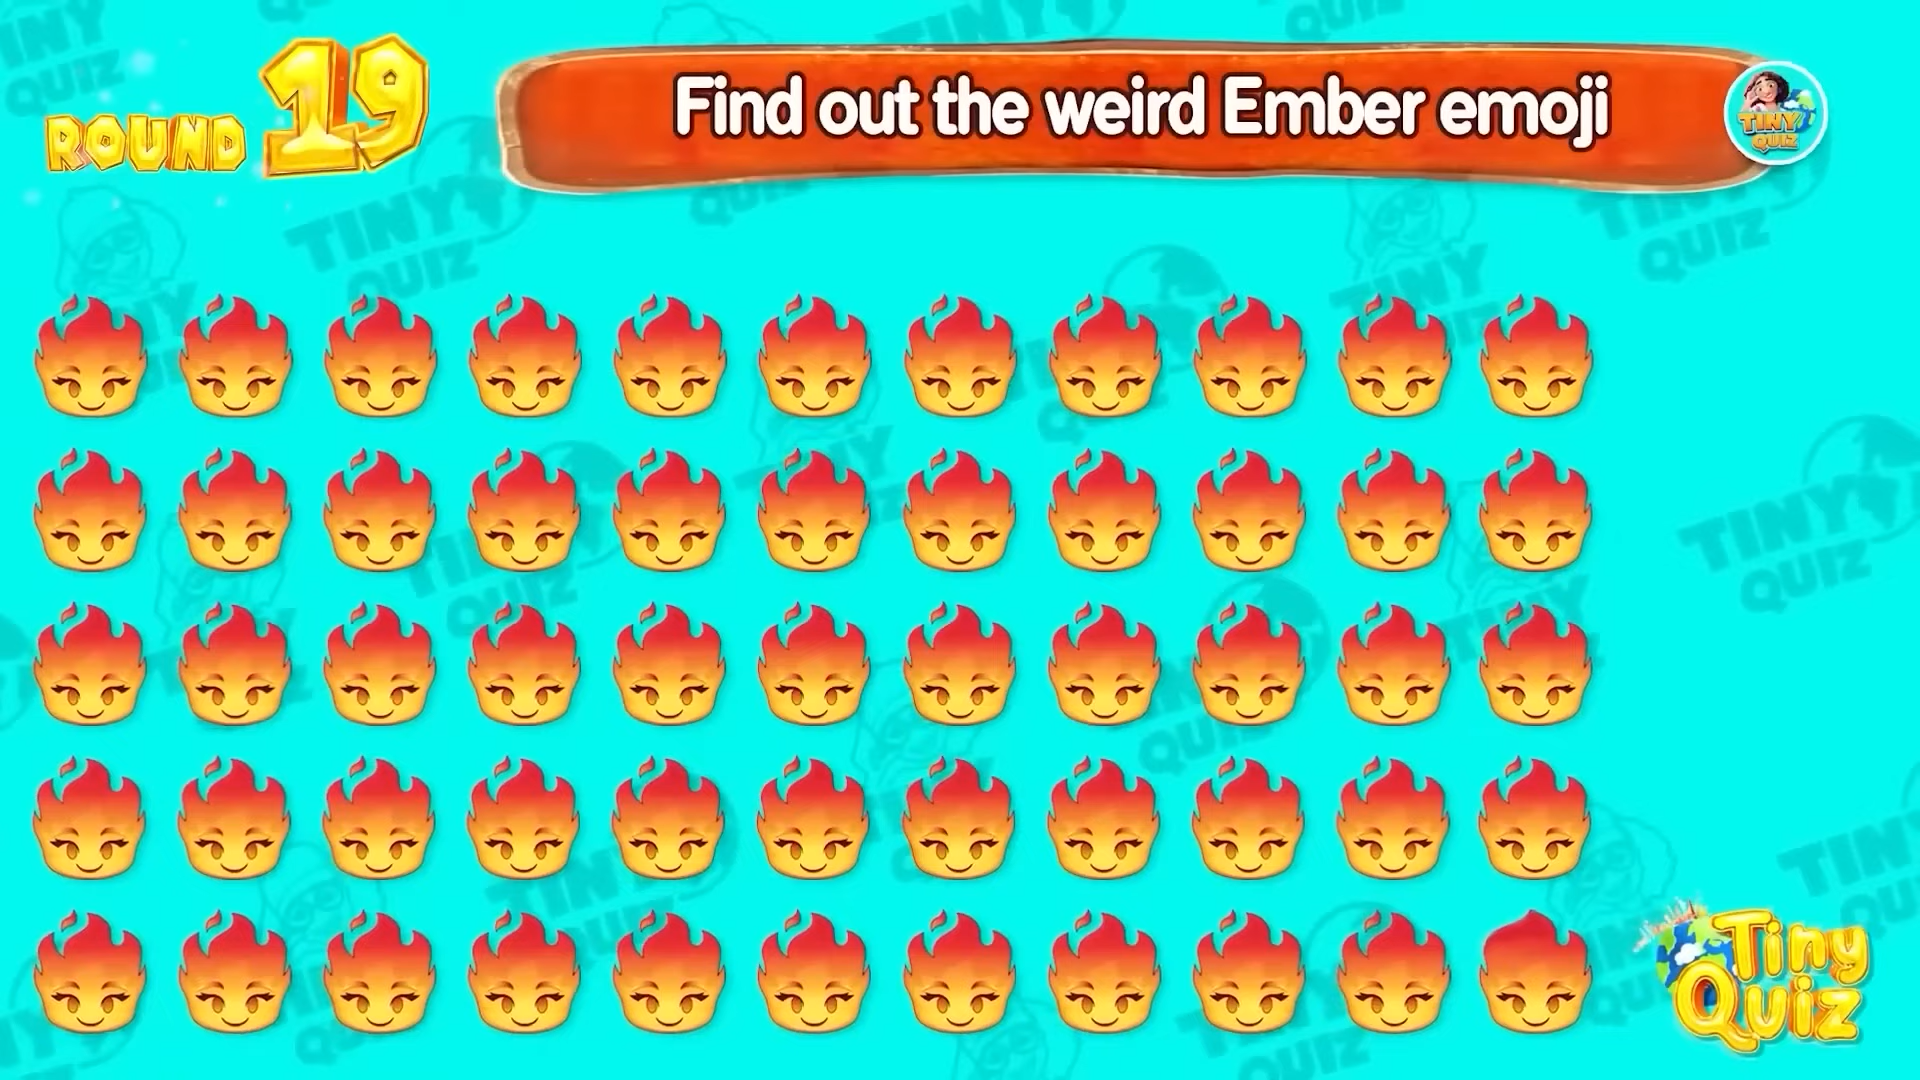 ROUND 19
Find out the weird Ember emoji
TINY
QUIZ
Tiny
Quiz